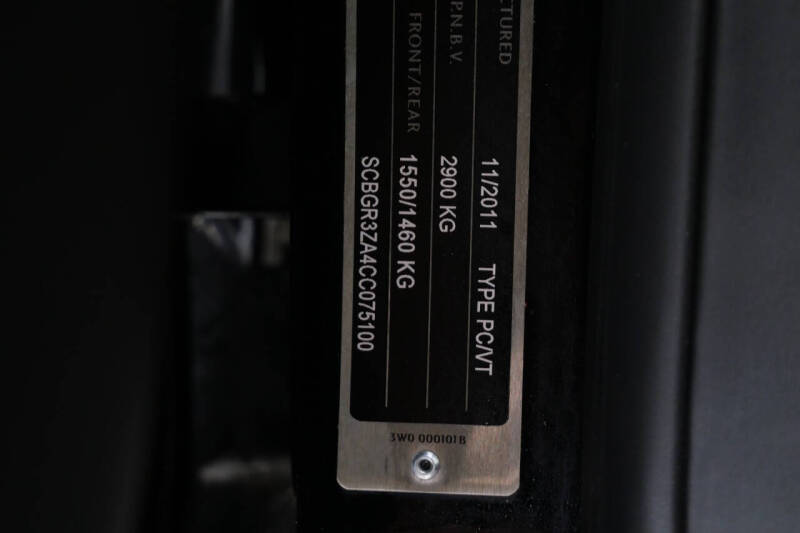 CTURED 11/2011 TYPE PC/VT
P.N.B.V. 2900 KG
FRONT/REAR 1550/1460 KG
SCBGR3ZA4CC075100
3W0 000101B